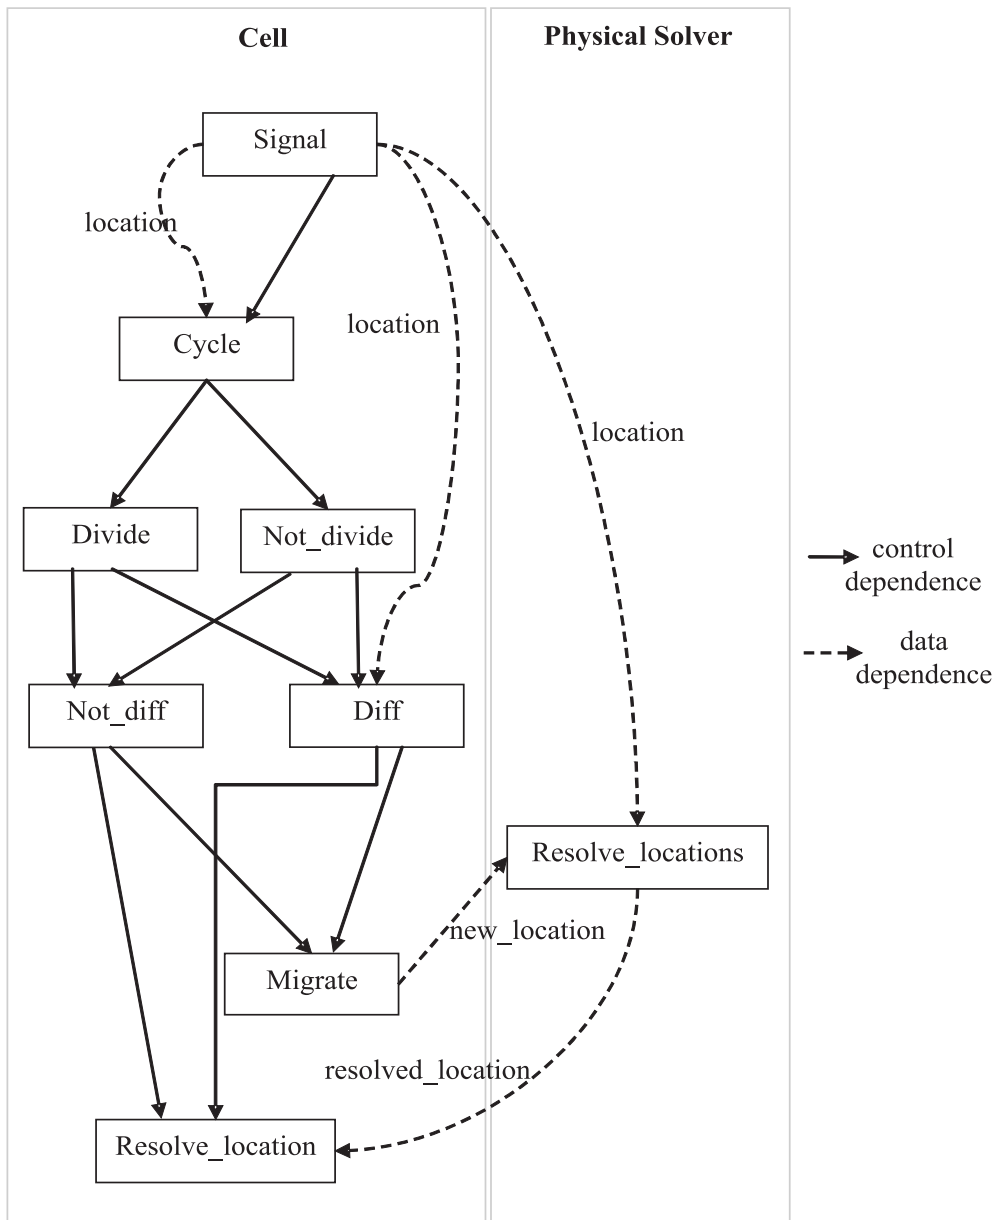 Cell
Physical Solver
Signal
location
location
Cycle
location
Divide
Not_divide
control
dependence
data
dependence
Not_diff
Diff
Resolve_locations
new_location
Migrate
resolved_location
Resolve_location